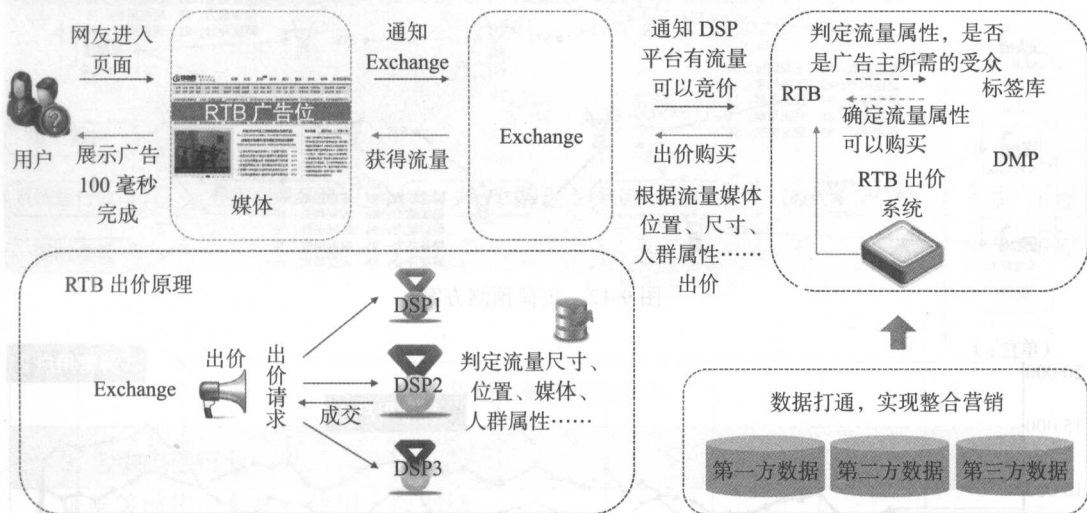 网友进入
页面
用户
展示广告
100 毫秒
完成
RTB 广告位
媒体
通知
Exchange
获得流量
Exchange
通知 DSP
平台有流量
可以竞价
出价购买
根据流量媒体
位置、尺寸、
人群属性……
出价
判定流量属性，是否
是广告主所需的受众
RTB
标签库
确定流量属性
可以购买
DMP
RTB 出价
系统
RTB 出价原理
Exchange
出价
出价请求
成交
DSP1
DSP2
DSP3
判定流量尺寸、
位置、媒体、
人群属性……
数据打通，实现整合营销
第一方数据
第二方数据
第三方数据